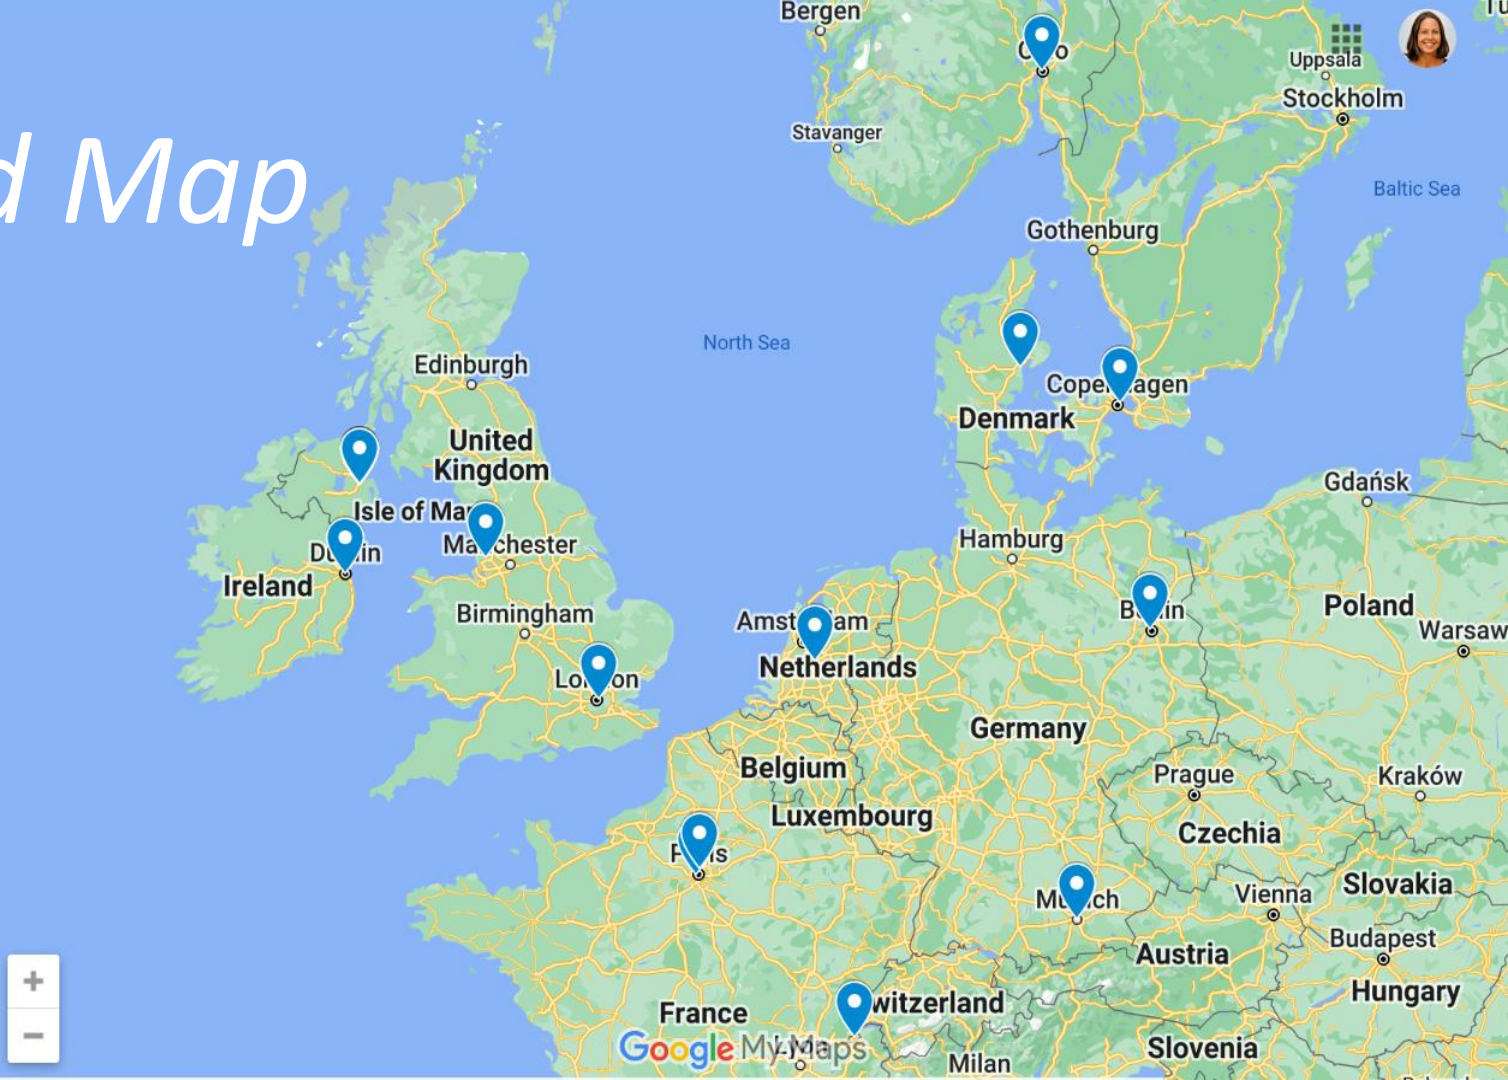 d Map
Bergen
Uppsala
Stockholm
Stavanger
Baltic Sea
Gothenburg
North Sea
Edinburgh
Denmark
United
Kingdom
Gdańsk
Isle of
Hamburg
Ireland
Birmingham
Poland
Warsaw
Netherlands
Germany
Belgium
Prague
Kraków
Luxembourg
Czechia
Slovakia
Vienna
Budapest
Austria
Hungary
France
Google My Maps
Milan
Slovenia